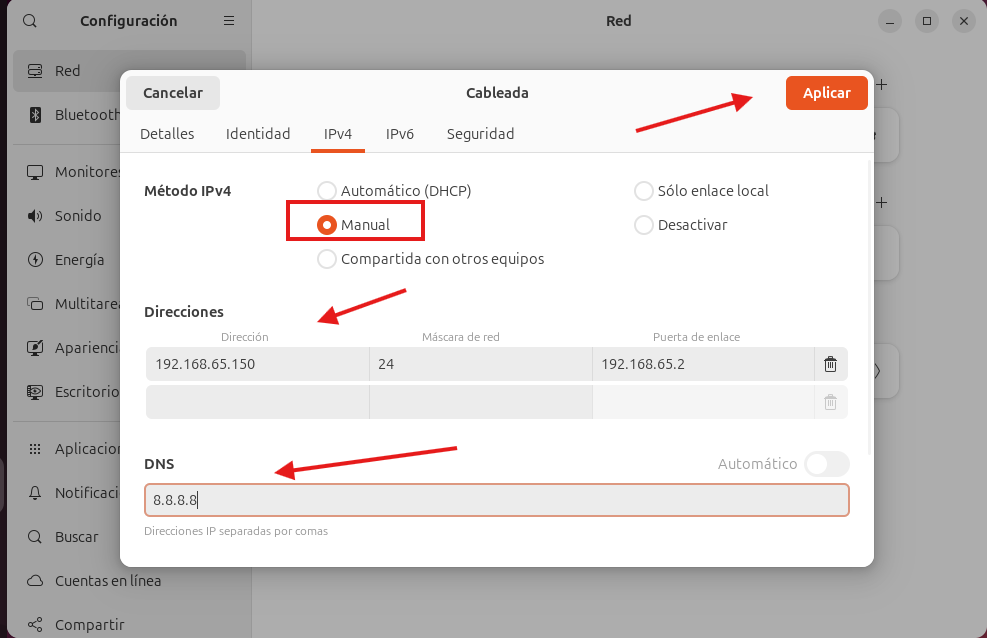 Configuración
Red
Red
Bluetooth
Monitores
Sonido
Energía
Multitarea
Aparienci
Escritorio
Aplicacion
Notificaci
Buscar
Cuentas en línea
Compartir
Cancelar
Cableada
Aplicar
Detalles Identidad IPv4 IPv6 Seguridad
Método IPv4
Automático (DHCP) Sólo enlace local
Manual Desactivar
Compartida con otros equipos
Direcciones
Dirección Máscara de red Puerta de enlace
192.168.65.150 24 192.168.65.2
DNS Automático
8.8.8.8
Direcciones IP separadas por comas